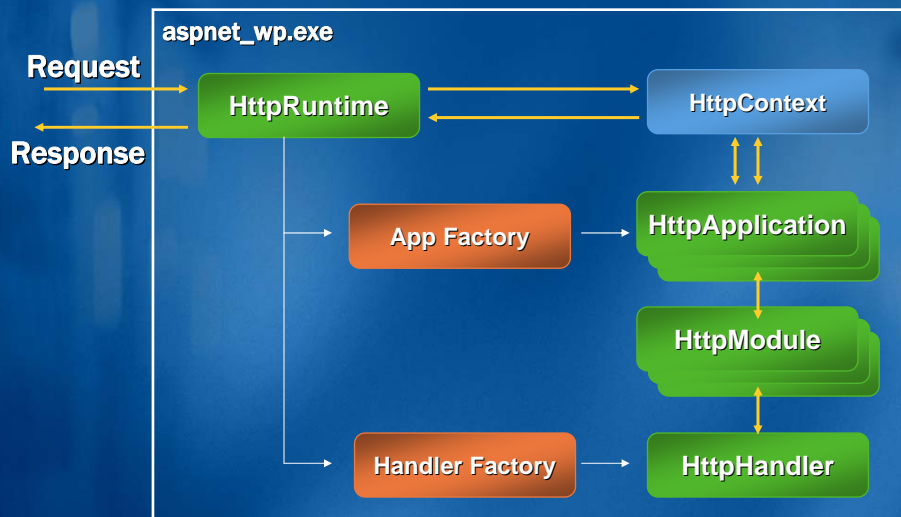 aspnet_wp.exe
Request
Response
HttpRuntime
HttpContext
App Factory
HttpApplication
HttpModule
Handler Factory
HttpHandler